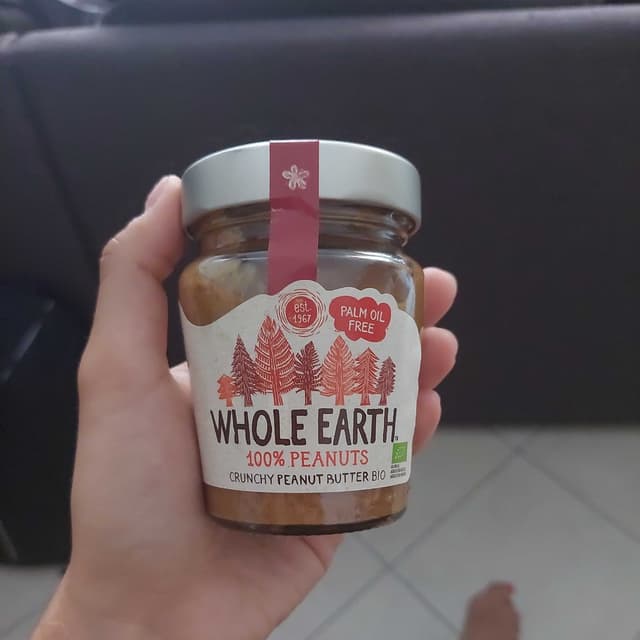 est.
1967
PALM OIL
FREE
WHOLE EARTH
100% PEANUTS
CRUNCHY PEANUT BUTTER BIO